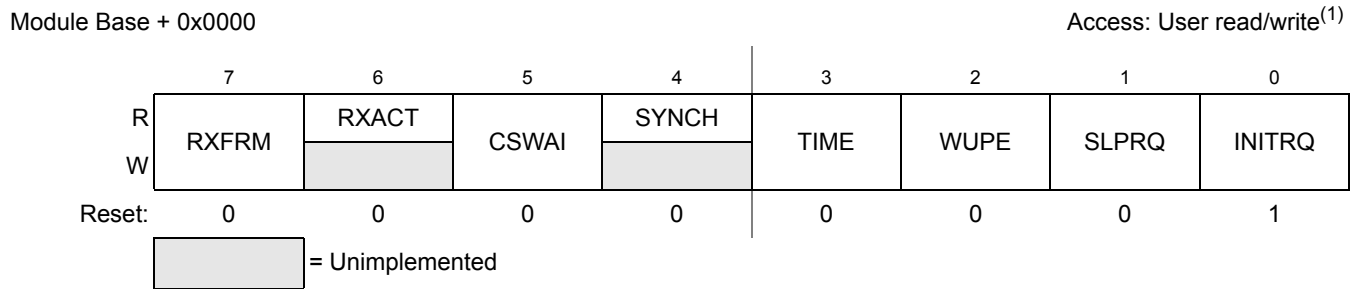 Module Base + 0x0000 Access: User read/write(1)
7 6 5 4 3 2 1 0
R RXFRM RXACT CSWAI SYNCH TIME WUPE SLPRQ INITRQ
W
Reset: 0 0 0 0 0 0 0 1
= Unimplemented